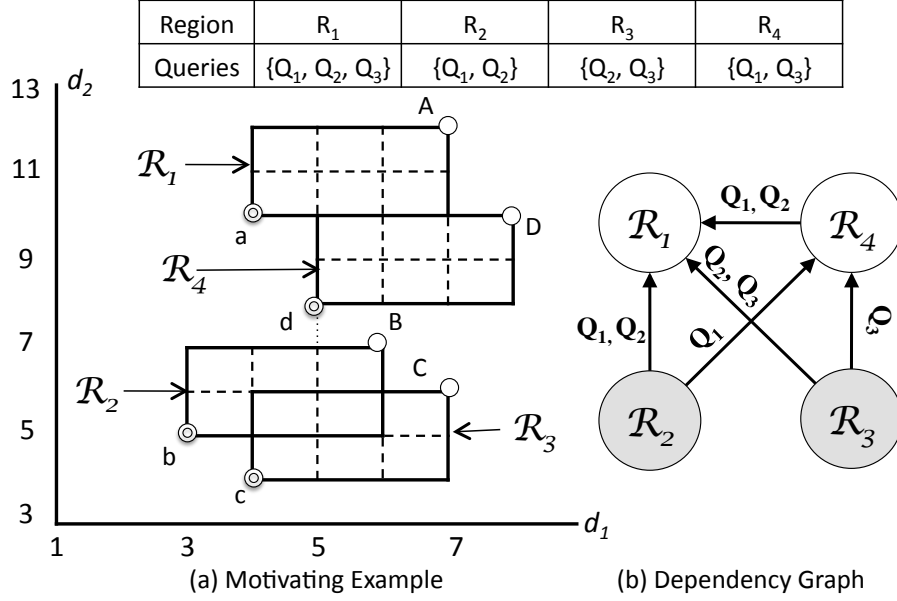 Region R1 R2 R3 R4
Queries {Q1, Q2, Q3} {Q1, Q2} {Q2, Q3} {Q1, Q3}
13 d2
A
R1
11
a
D
9
R4
d
B
7
C
R2
5
R3
b
c
3
d1
1 3 5 7
(a) Motivating Example
R1
Q1, Q2
R4
Q2, Q3
Q1, Q2
Q1
Q3
R2
R3
(b) Dependency Graph